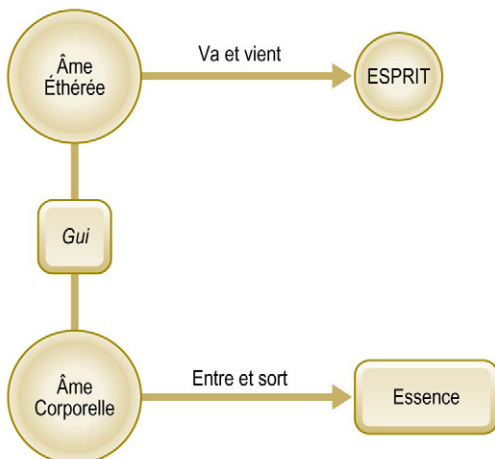 Âme
Éthérée
Va et vient
ESPRIT
Gui
Âme
Corporelle
Entre et sort
Essence